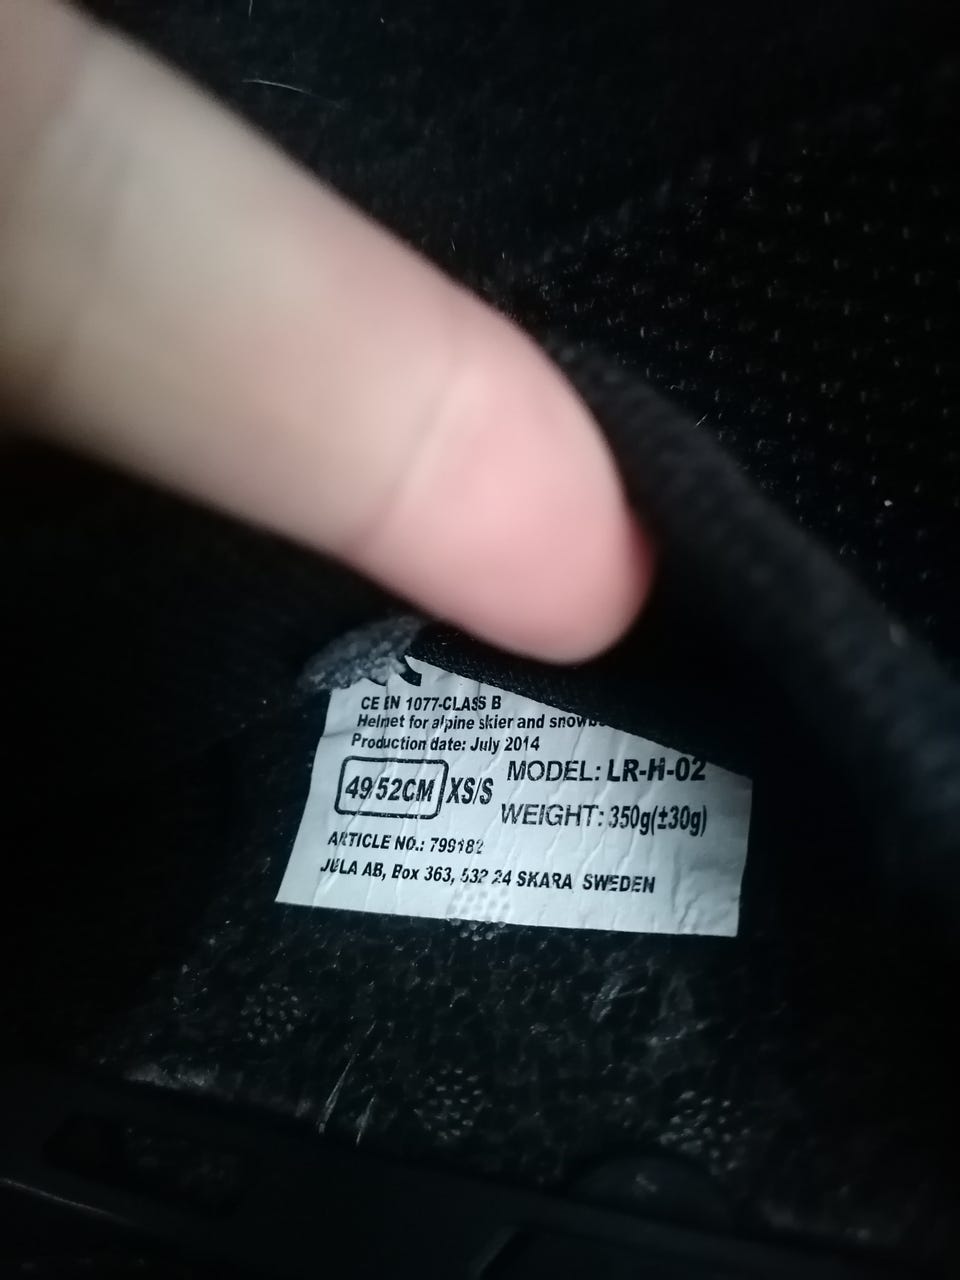 CE EN 1077-CLASS B
Helmet for alpine skier and
Production date: July 2014
49/52CM XS/S
MODEL: LR-H-02
WEIGHT: 350g(±30g)
ARTICLE NO.: 799182
JULA AB, Box 363, 532 24 SKARA SWEDEN